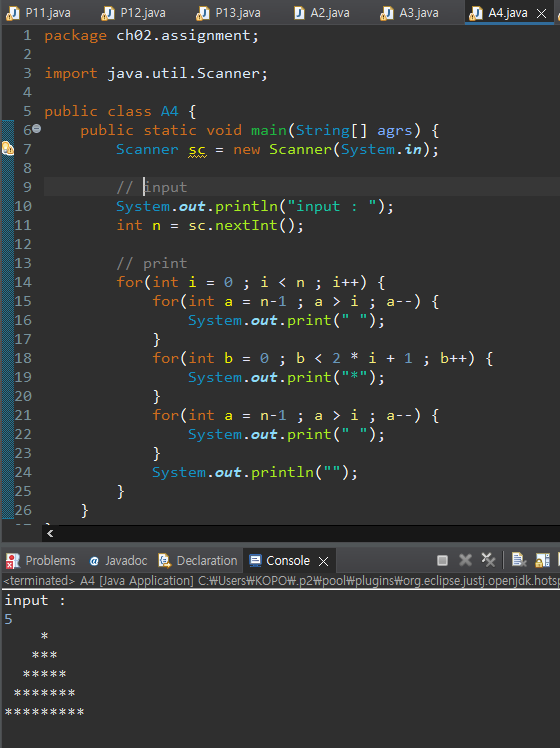 P11.java P12.java P13.java A2.java A3.java A4.java
1 package ch02.assignment;
2
3 import java.util.Scanner;
4
5 public class A4 {
6     public static void main(String[] agrs) {
7         Scanner sc = new Scanner(System.in);
8
9         // input
10         System.out.println("input : ");
11         int n = sc.nextInt();
12
13         // print
14         for(int i = 0 ; i < n ; i++) {
15             for(int a = n-1 ; a > i ; a--) {
16                 System.out.print(" ");
17             }
18             for(int b = 0 ; b < 2 * i + 1 ; b++) {
19                 System.out.print("*");
20             }
21             for(int a = n-1 ; a > i ; a--) {
22                 System.out.print(" ");
23             }
24             System.out.println("");
25         }
26     }
Problems Javadoc Declaration Console
<terminated> A4 [Java Application] C:₩Users₩KOPO₩.p2₩pool₩plugins₩org.eclipse.justj.openjdk.hotsp
input :
5
    *
   ***
  *****
 *******
*********